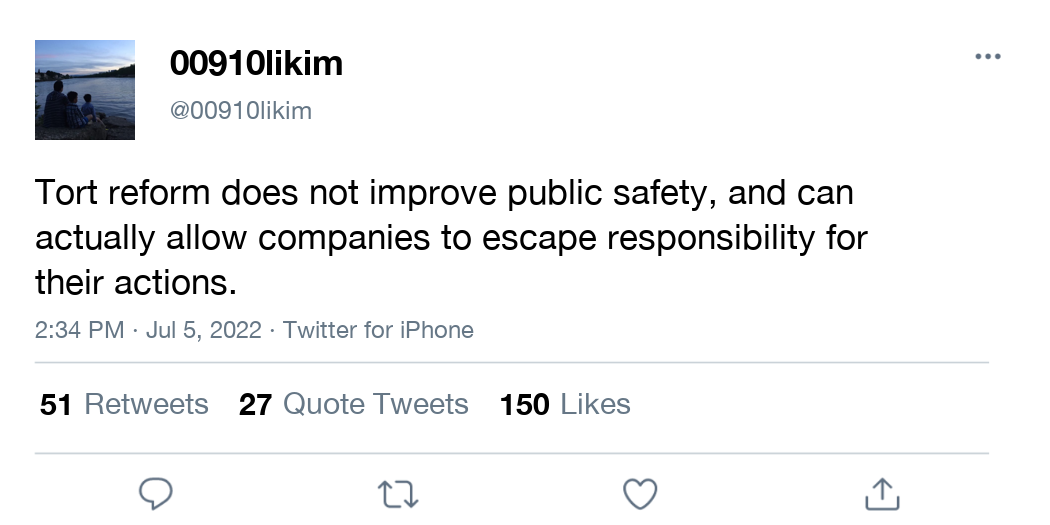 00910likim
@00910likim
Tort reform does not improve public safety, and can
actually allow companies to escape responsibility for
their actions.
2:34 PM · Jul 5, 2022 · Twitter for iPhone
51 Retweets 27 Quote Tweets 150 Likes